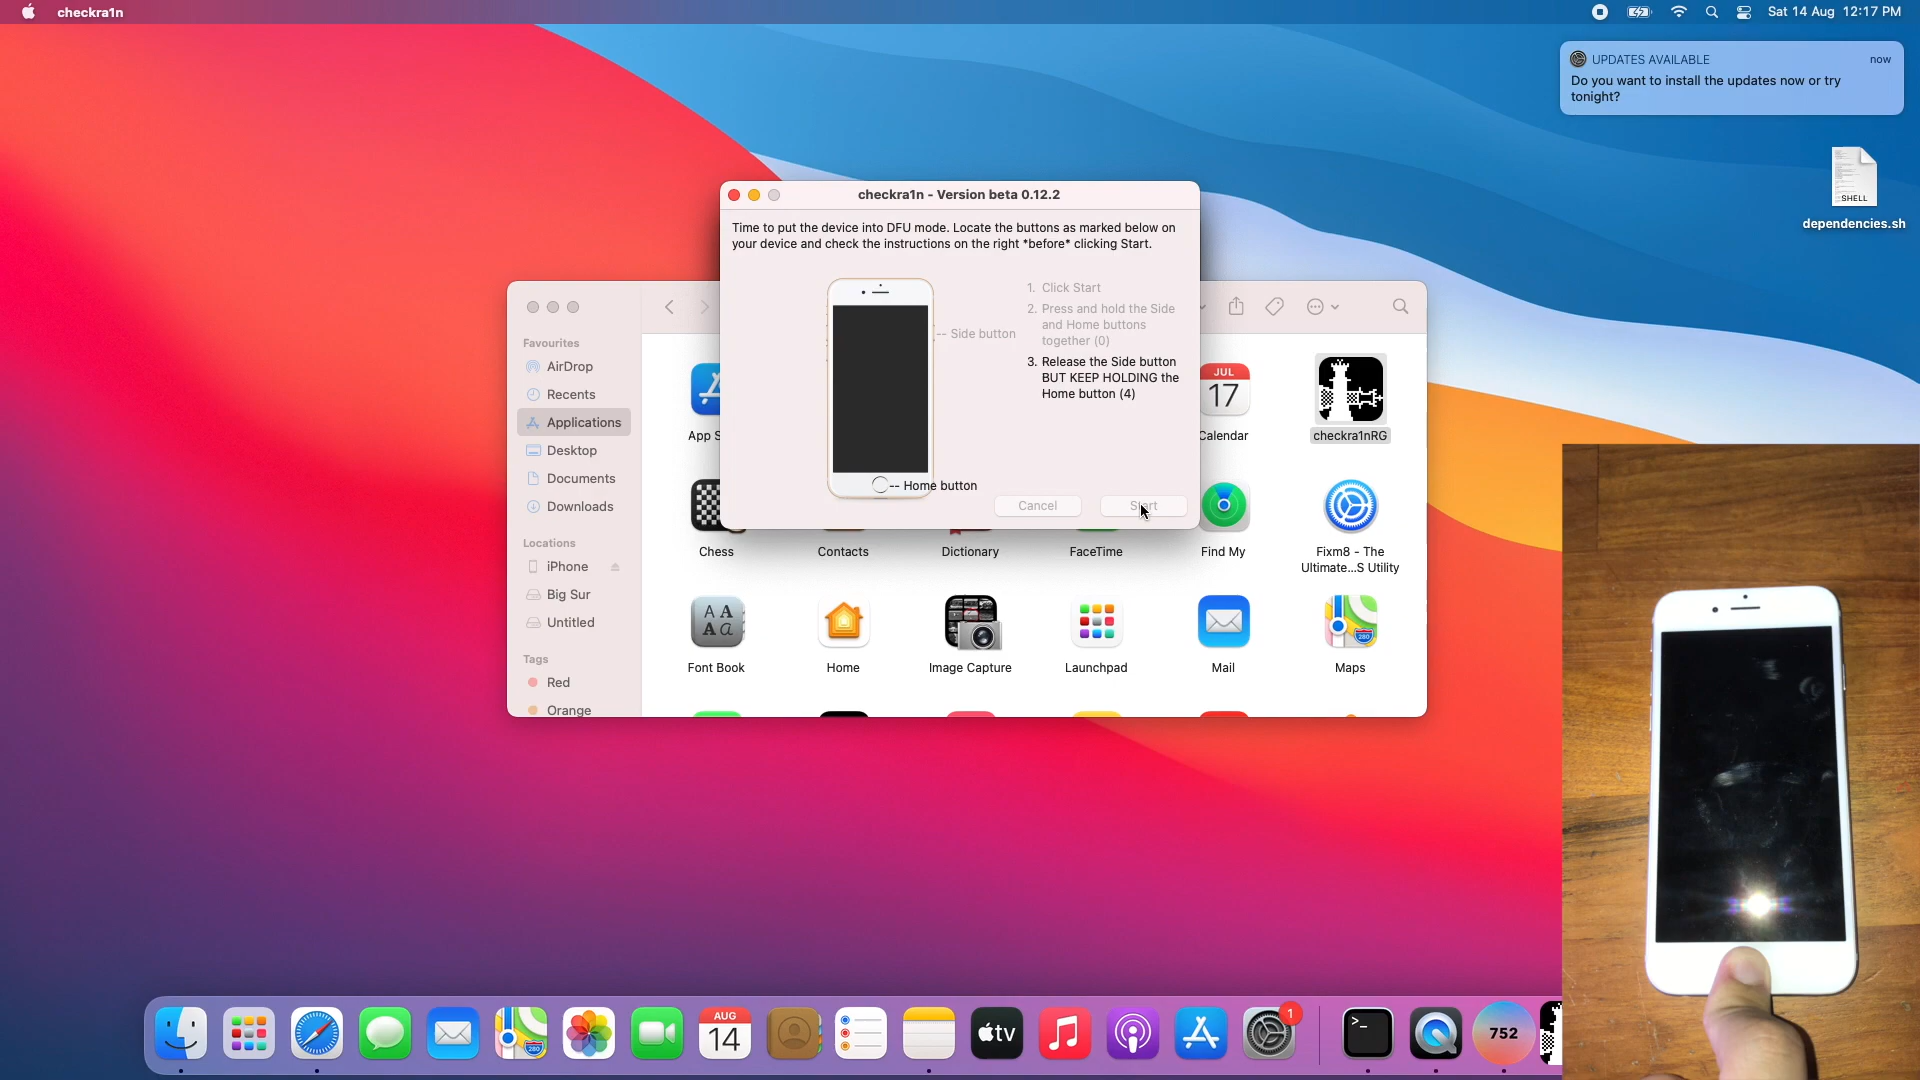 checkra1n
Sat 14 Aug 12:17 PM
UPDATES AVAILABLE
now
Do you want to install the updates now or try
tonight?
SHELL
dependencies.sh
checkra1n - Version beta 0.12.2
Time to put the device into DFU mode. Locate the buttons as marked below on
your device and check the instructions on the right *before* clicking Start.
-- Side button
1. Click Start
2. Press and hold the Side
and Home buttons
together (0)
3. Release the Side button
BUT KEEP HOLDING the
Home button (4)
-- Home button
Cancel
Start
Favourites
AirDrop
Recents
Applications
Desktop
Documents
Downloads
Locations
iPhone
Big Sur
Untitled
Tags
Red
Orange
App S
JUL
17
Calendar
checkra1nRG
Chess
Contacts
Dictionary
FaceTime
Find My
Fixm8 - The
Ultimate...S Utility
A A
A a
280
Font Book
Home
Image Capture
Launchpad
Mail
Maps
280
AUG
14
tv
1
>_
752